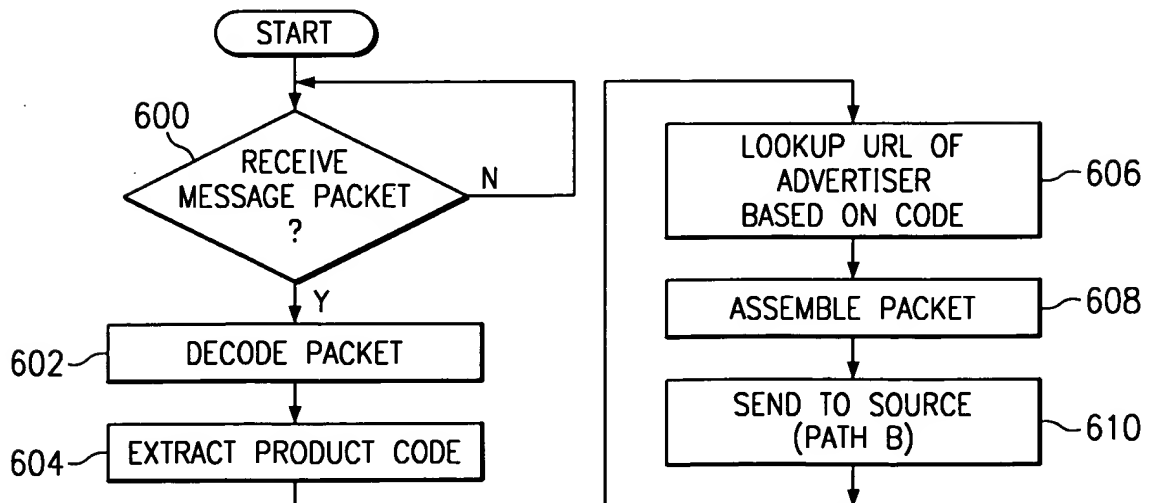 START
600
RECEIVE
MESSAGE PACKET
?
N
Y
602
DECODE PACKET
604
EXTRACT PRODUCT CODE
LOOKUP URL OF
ADVERTISER
BASED ON CODE
606
ASSEMBLE PACKET
608
SEND TO SOURCE
(PATH B)
610